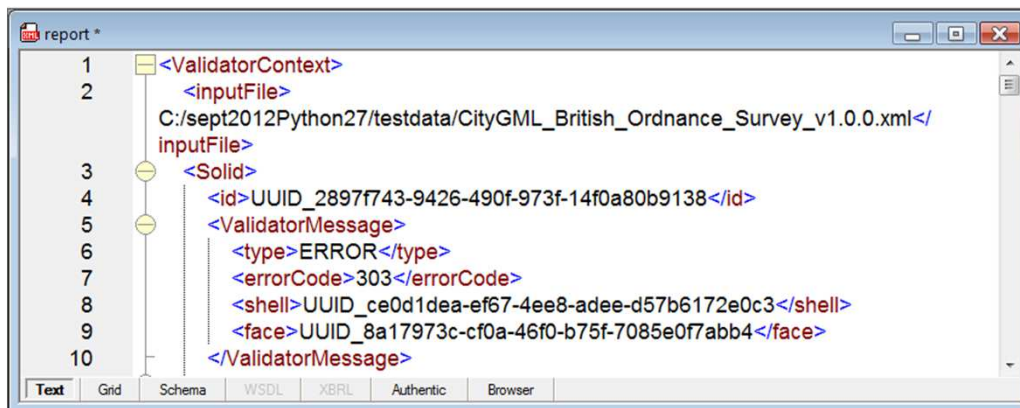 report *
1 <ValidatorContext>
2 <inputFile>
C:/sept2012Python27/testdata/CityGML_British_Ordnance_Survey_v1.0.0.xml</
inputFile>
3 <Solid>
4 <id>UUID_2897f743-9426-490f-973f-14f0a80b9138</id>
5 <ValidatorMessage>
6 <type>ERROR</type>
7 <errorCode>303</errorCode>
8 <shell>UUID_ce0d1dea-ef67-4ee8-adee-d57b6172e0c3</shell>
9 <face>UUID_8a17973c-cf0a-46f0-b75f-7085e0f7abb4</face>
10 </ValidatorMessage>
Text Grid Schema WSDL XBRL Authentic Browser